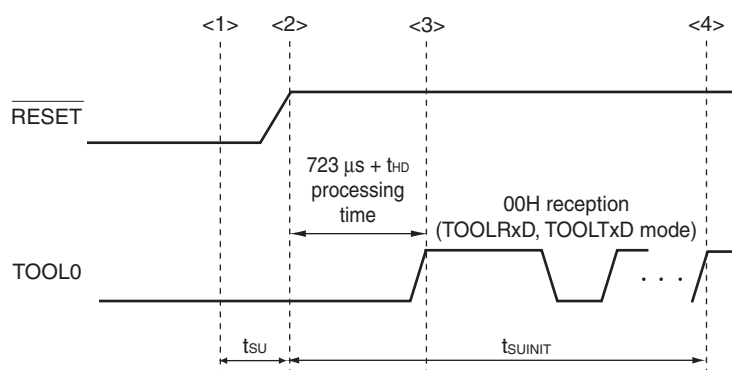 <1> <2> <3> <4>
RESET
723 μs + tHD
processing
time
00H reception
(TOOLRxD, TOOLTxD mode)
TOOL0
. . .
tSU
tSUINIT